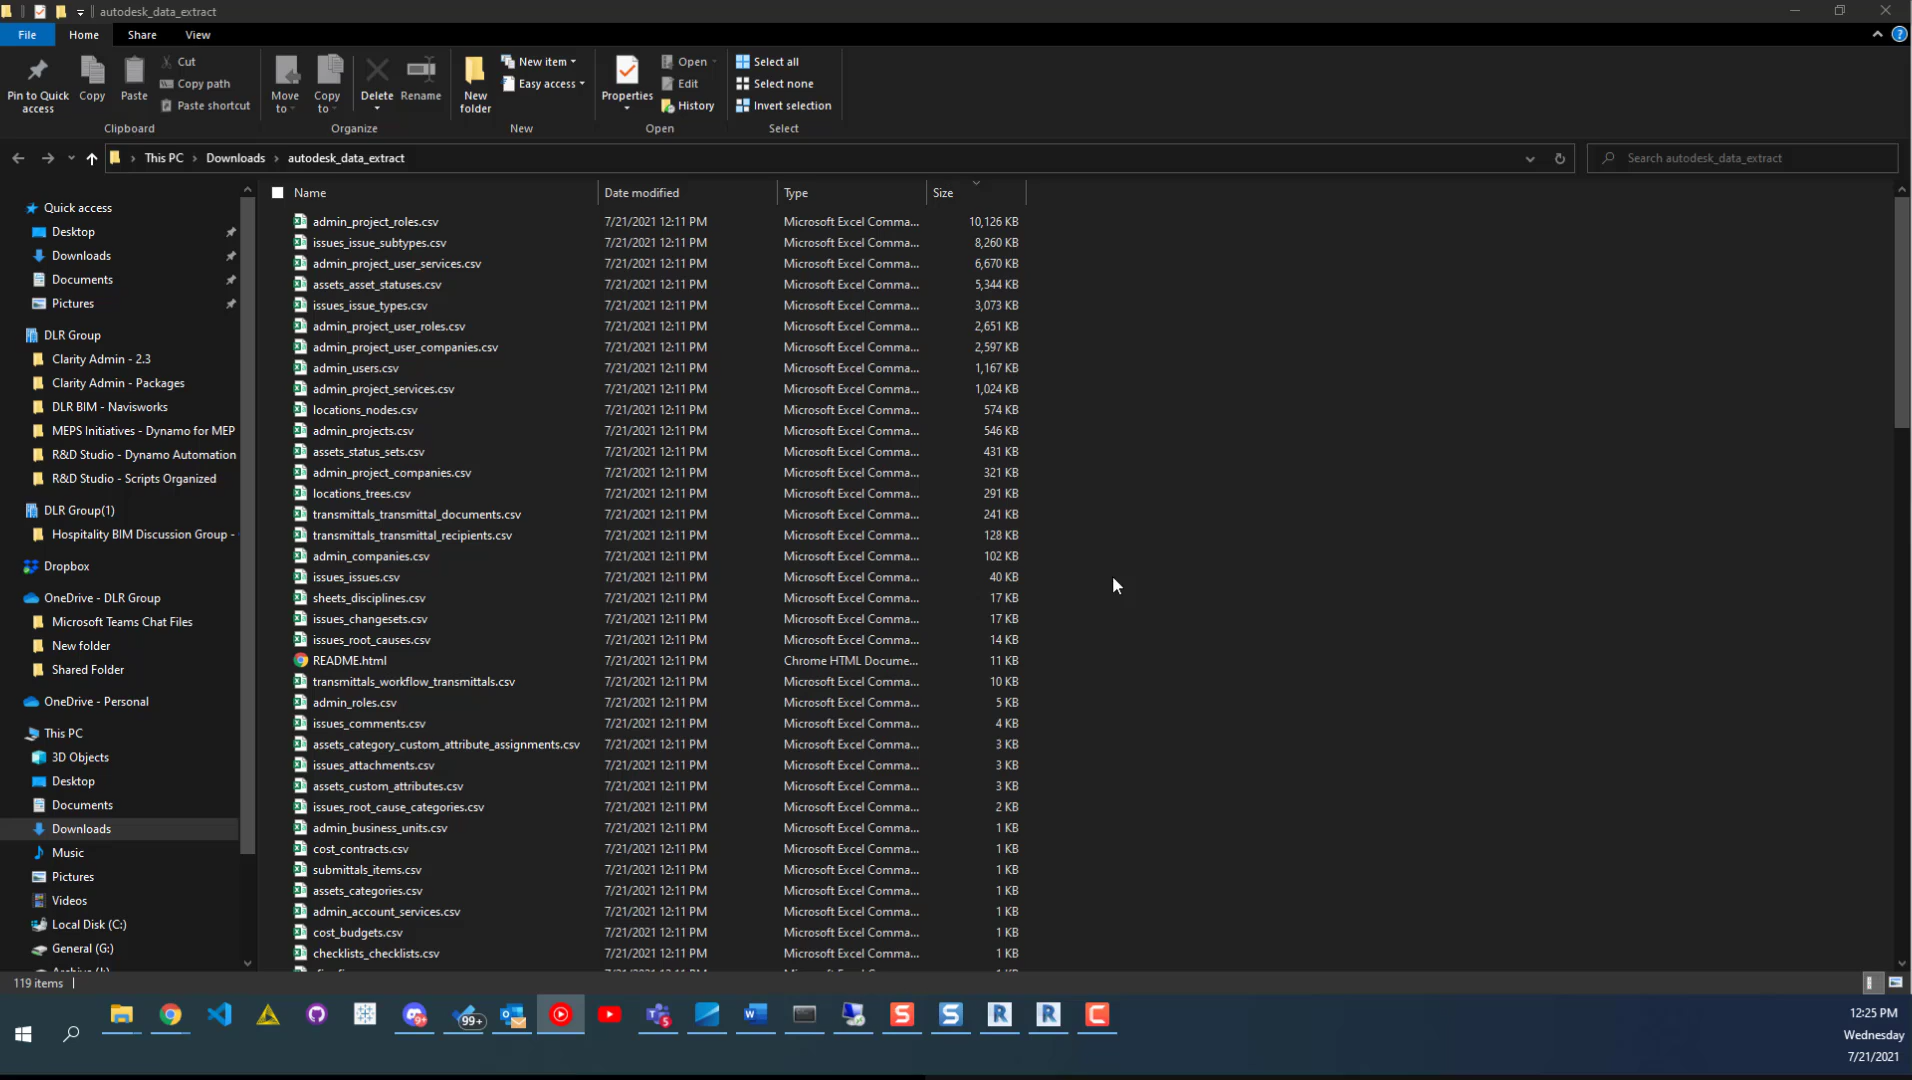 autodesk_data_extract
File Home Share View
Pin to Quick access
Copy
Paste
Cut
Copy path
Paste shortcut
Clipboard
Move to
Copy to
Delete
Rename
Organize
New folder
New item
Easy access
New
Properties
Open
Edit
History
Open
Select all
Select none
Invert selection
Select
This PC > Downloads > autodesk_data_extract
Search autodesk_data_extract
Quick access
Desktop
Downloads
Documents
Pictures
DLR Group
Clarity Admin - 2.3
Clarity Admin - Packages
DLR BIM - Navisworks
MEPS Initiatives - Dynamo for MEP
R&D Studio - Dynamo Automation
R&D Studio - Scripts Organized
DLR Group(1)
Hospitality BIM Discussion Group -
Dropbox
OneDrive - DLR Group
Microsoft Teams Chat Files
New folder
Shared Folder
OneDrive - Personal
This PC
3D Objects
Desktop
Documents
Downloads
Music
Pictures
Videos
Local Disk (C:)
General (G:)
Name Date modified Type Size
admin_project_roles.csv 7/21/2021 12:11 PM Microsoft Excel Comma... 10,126 KB
issues_issue_subtypes.csv 7/21/2021 12:11 PM Microsoft Excel Comma... 8,260 KB
admin_project_user_services.csv 7/21/2021 12:11 PM Microsoft Excel Comma... 6,670 KB
assets_asset_statuses.csv 7/21/2021 12:11 PM Microsoft Excel Comma... 5,344 KB
issues_issue_types.csv 7/21/2021 12:11 PM Microsoft Excel Comma... 3,073 KB
admin_project_user_roles.csv 7/21/2021 12:11 PM Microsoft Excel Comma... 2,651 KB
admin_project_user_companies.csv 7/21/2021 12:11 PM Microsoft Excel Comma... 2,597 KB
admin_users.csv 7/21/2021 12:11 PM Microsoft Excel Comma... 1,167 KB
admin_project_services.csv 7/21/2021 12:11 PM Microsoft Excel Comma... 1,024 KB
locations_nodes.csv 7/21/2021 12:11 PM Microsoft Excel Comma... 574 KB
admin_projects.csv 7/21/2021 12:11 PM Microsoft Excel Comma... 546 KB
assets_status_sets.csv 7/21/2021 12:11 PM Microsoft Excel Comma... 431 KB
admin_project_companies.csv 7/21/2021 12:11 PM Microsoft Excel Comma... 321 KB
locations_trees.csv 7/21/2021 12:11 PM Microsoft Excel Comma... 291 KB
transmittals_transmittal_documents.csv 7/21/2021 12:11 PM Microsoft Excel Comma... 241 KB
transmittals_transmittal_recipients.csv 7/21/2021 12:11 PM Microsoft Excel Comma... 128 KB
admin_companies.csv 7/21/2021 12:11 PM Microsoft Excel Comma... 102 KB
issues_issues.csv 7/21/2021 12:11 PM Microsoft Excel Comma... 40 KB
sheets_disciplines.csv 7/21/2021 12:11 PM Microsoft Excel Comma... 17 KB
issues_changesets.csv 7/21/2021 12:11 PM Microsoft Excel Comma... 17 KB
issues_root_causes.csv 7/21/2021 12:11 PM Microsoft Excel Comma... 14 KB
README.html 7/21/2021 12:11 PM Chrome HTML Docume... 11 KB
transmittals_workflow_transmittals.csv 7/21/2021 12:11 PM Microsoft Excel Comma... 10 KB
admin_roles.csv 7/21/2021 12:11 PM Microsoft Excel Comma... 5 KB
issues_comments.csv 7/21/2021 12:11 PM Microsoft Excel Comma... 4 KB
assets_category_custom_attribute_assignments.csv 7/21/2021 12:11 PM Microsoft Excel Comma... 3 KB
issues_attachments.csv 7/21/2021 12:11 PM Microsoft Excel Comma... 3 KB
assets_custom_attributes.csv 7/21/2021 12:11 PM Microsoft Excel Comma... 3 KB
issues_root_cause_categories.csv 7/21/2021 12:11 PM Microsoft Excel Comma... 2 KB
admin_business_units.csv 7/21/2021 12:11 PM Microsoft Excel Comma... 1 KB
cost_contracts.csv 7/21/2021 12:11 PM Microsoft Excel Comma... 1 KB
submittals_items.csv 7/21/2021 12:11 PM Microsoft Excel Comma... 1 KB
assets_categories.csv 7/21/2021 12:11 PM Microsoft Excel Comma... 1 KB
admin_account_services.csv 7/21/2021 12:11 PM Microsoft Excel Comma... 1 KB
cost_budgets.csv 7/21/2021 12:11 PM Microsoft Excel Comma... 1 KB
checklists_checklists.csv 7/21/2021 12:11 PM Microsoft Excel Comma... 1 KB
119 items
99+
12:25 PM
Wednesday
7/21/2021